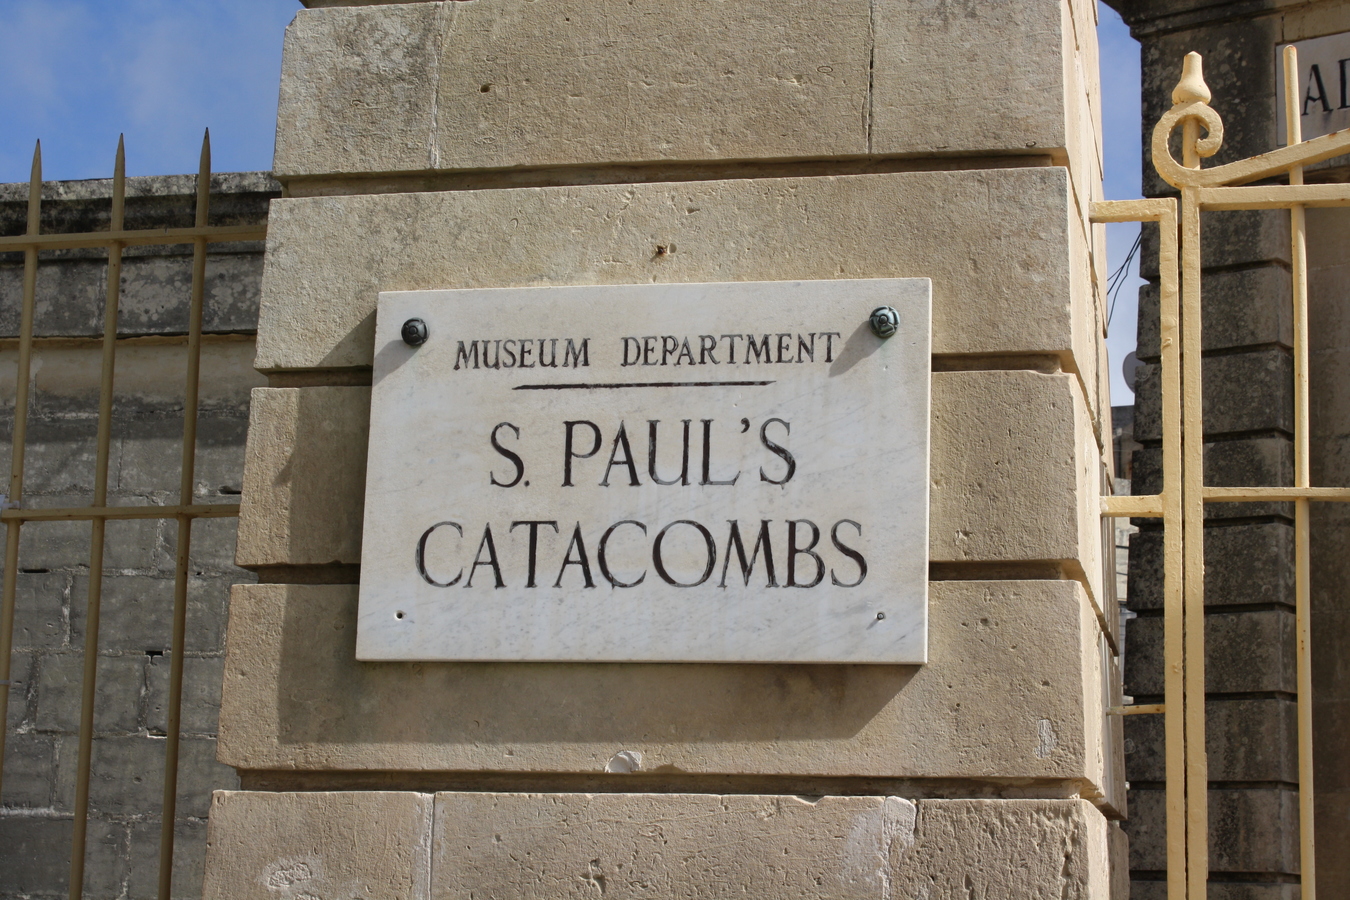 MUSEUM DEPARTMENT
S. PAUL'S
CATACOMBS